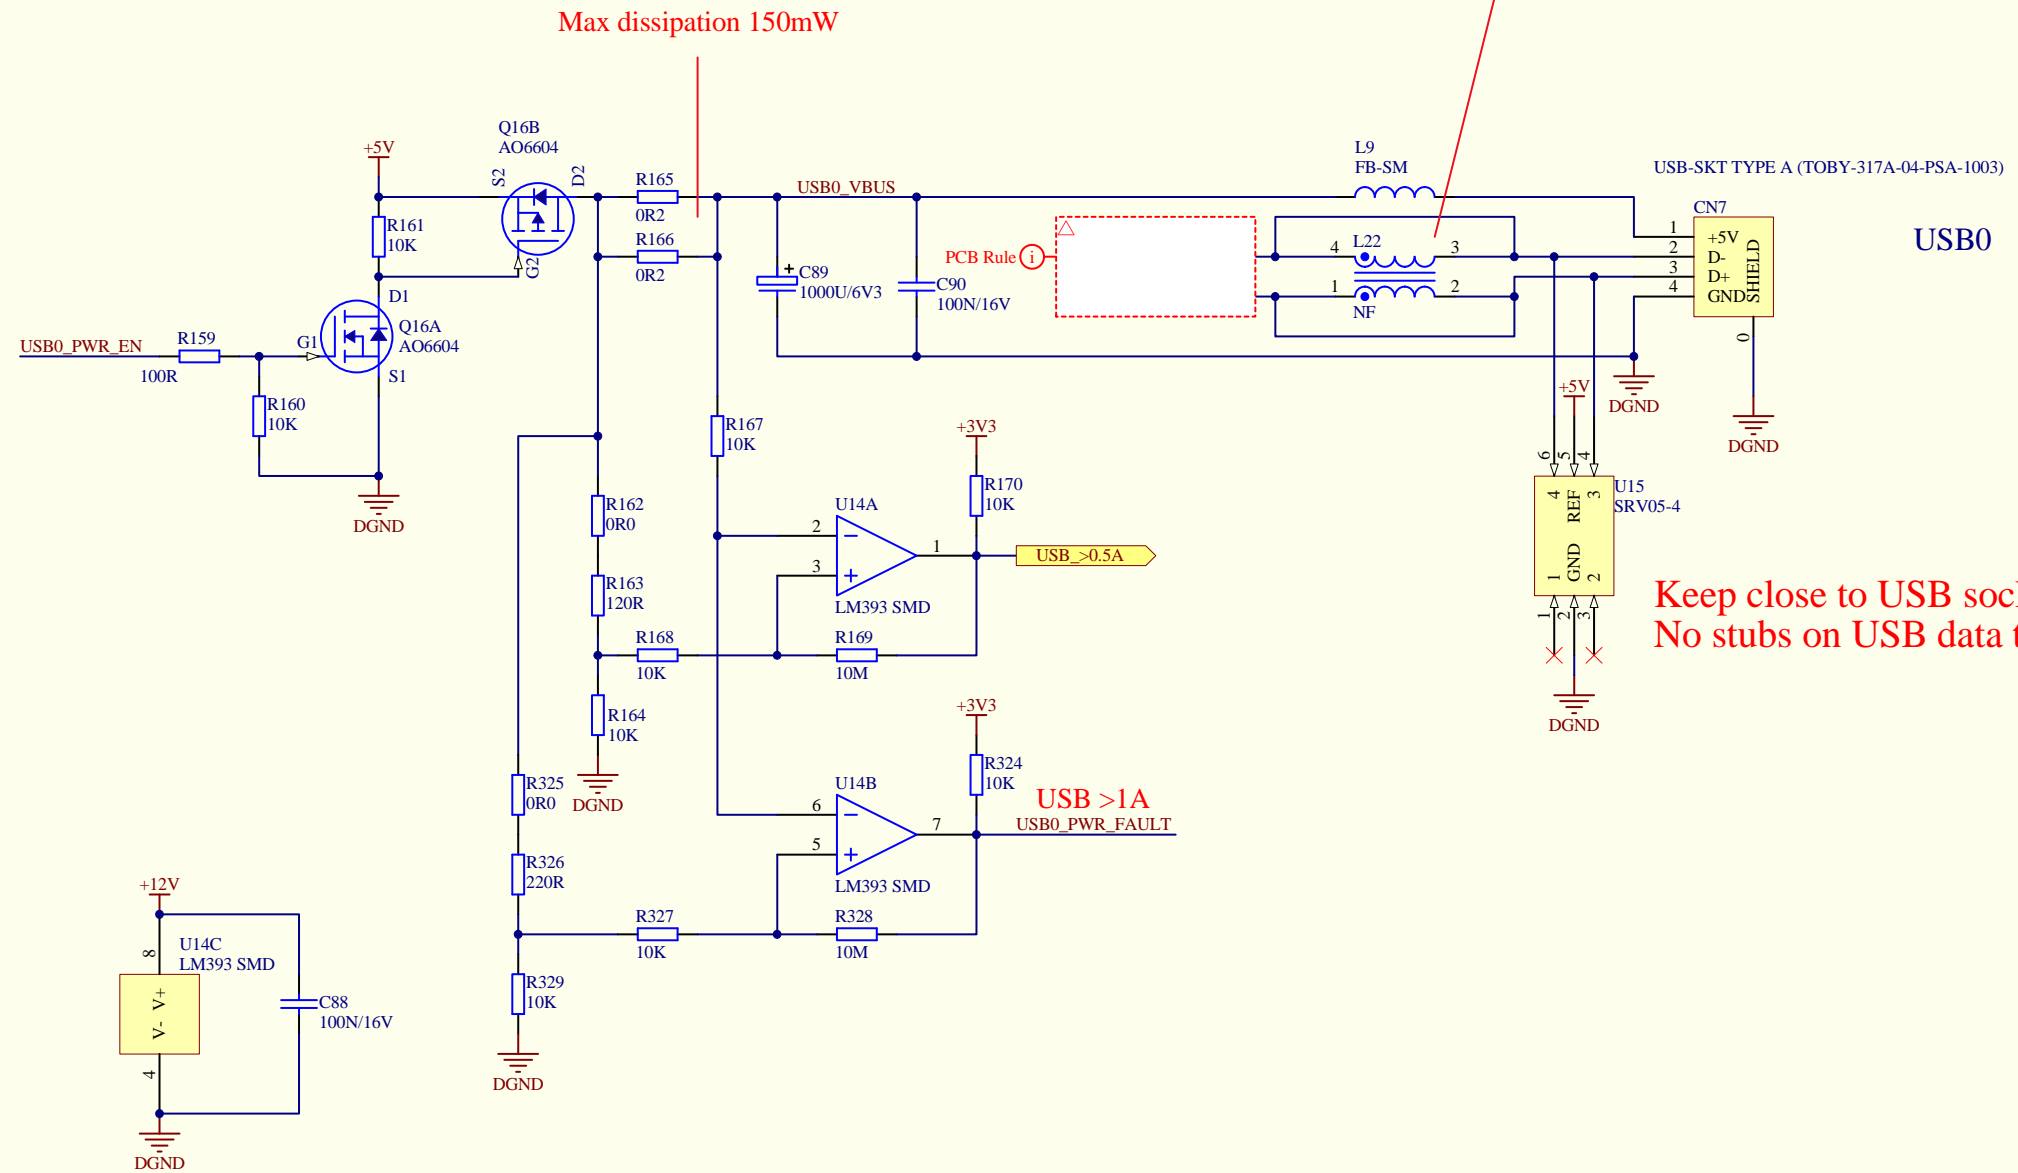 Max dissipation 150mW
Q16B
AO6604
+5V
S2
D2
G2
R161
10K
R165
0R2
R166
0R2
USB0_VBUS
L9
FB-SM
USB-SKT TYPE A (TOBY-317A-04-PSA-1003)
CN7
1
2
3
4
+5V
D-
D+
GND
SHIELD
0
USB0
DGND
DGND
PCB Rule
i
4
L22
3
1
2
NF
+
C89
1000U/6V3
C90
100N/16V
D1
Q16A
AO6604
G1
S1
USB0_PWR_EN
R159
100R
R160
10K
DGND
R167
10K
+3V3
R170
10K
R162
0R0
R163
120R
U14A
2
3
1
LM393 SMD
USB_>0.5A
R168
10K
R169
10M
R164
10K
DGND
+5V
6
5
4
4
REF
3
1
GND
2
1
2
3
U15
SRV05-4
DGND
Keep close to USB
No stubs on USB data
+3V3
R324
10K
R325
0R0
R326
220R
U14B
6
5
7
LM393 SMD
USB >1A
USB0_PWR_FAULT
R327
10K
R328
10M
R329
10K
DGND
+12V
8
U14C
LM393 SMD
V+
V-
4
C88
100N/16V
DGND